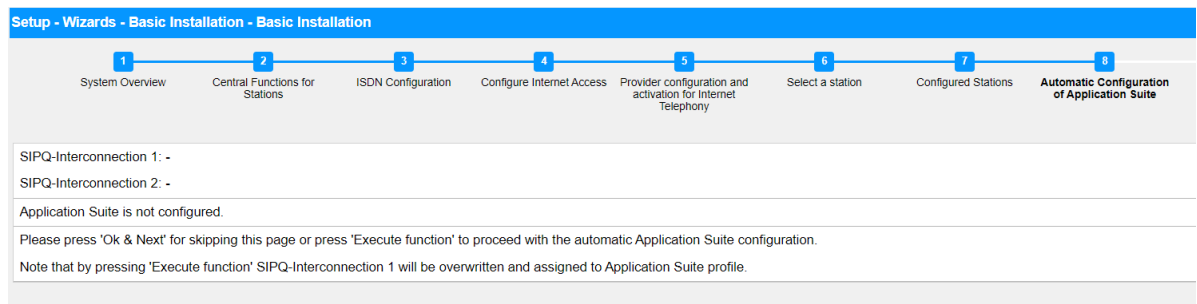 Setup - Wizards - Basic Installation - Basic Installation
1
2
3
4
5
6
7
8
System Overview
Central Functions for
Stations
ISDN Configuration
Configure Internet Access
Provider configuration and
activation for Internet
Telephony
Select a station
Configured Stations
Automatic Configuration
of Application Suite
SIPQ-Interconnection 1: -
SIPQ-Interconnection 2: -
Application Suite is not configured.
Please press 'Ok & Next' for skipping this page or press 'Execute function' to proceed with the automatic Application Suite configuration.
Note that by pressing 'Execute function' SIPQ-Interconnection 1 will be overwritten and assigned to Application Suite profile.